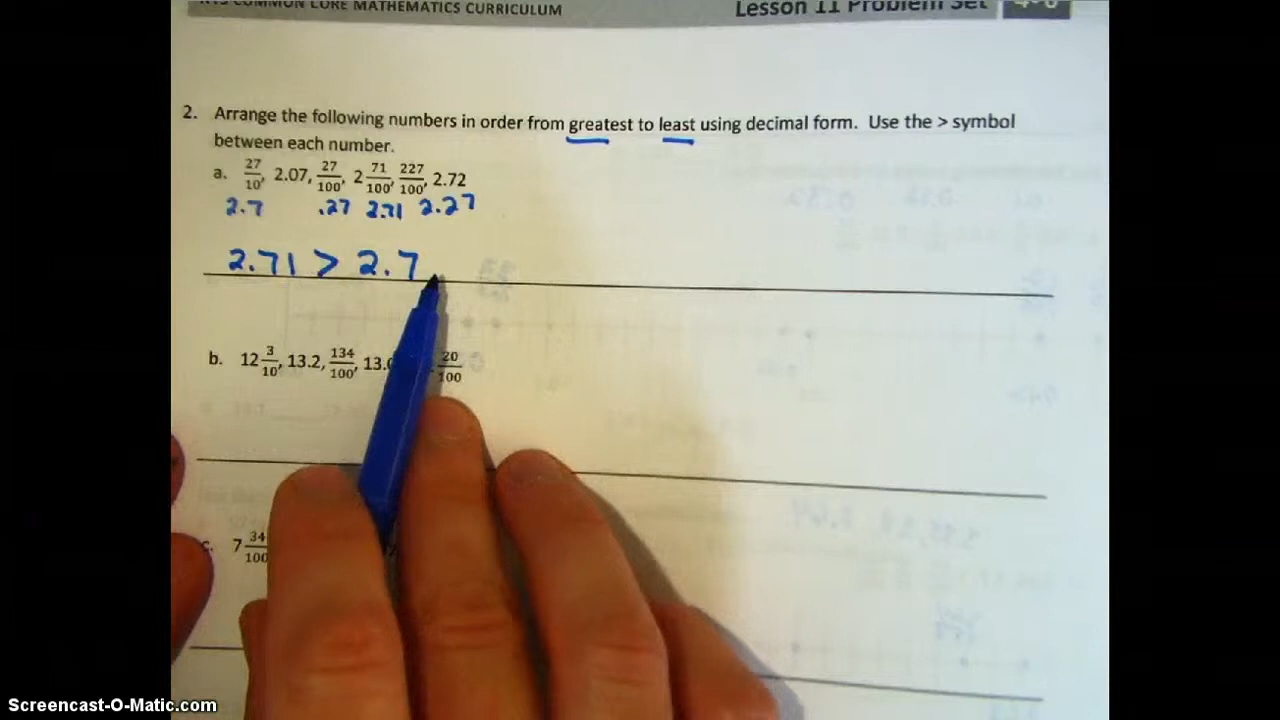 COMMON CORE MATHEMATICS CURRICULUM Lesson 11 Problem Set
2. Arrange the following numbers in order from greatest to least using decimal form. Use the > symbol
between each number.
a. 27/10, 2.07, 27/100, 2 71/100, 227/100, 2.72
2.7 .27 2.71 2.27
2.71 > 2.7
b. 12 3/10, 13.2, 134/100, 13. 20/100
c. 7 34/100
Screencast-O-Matic.com